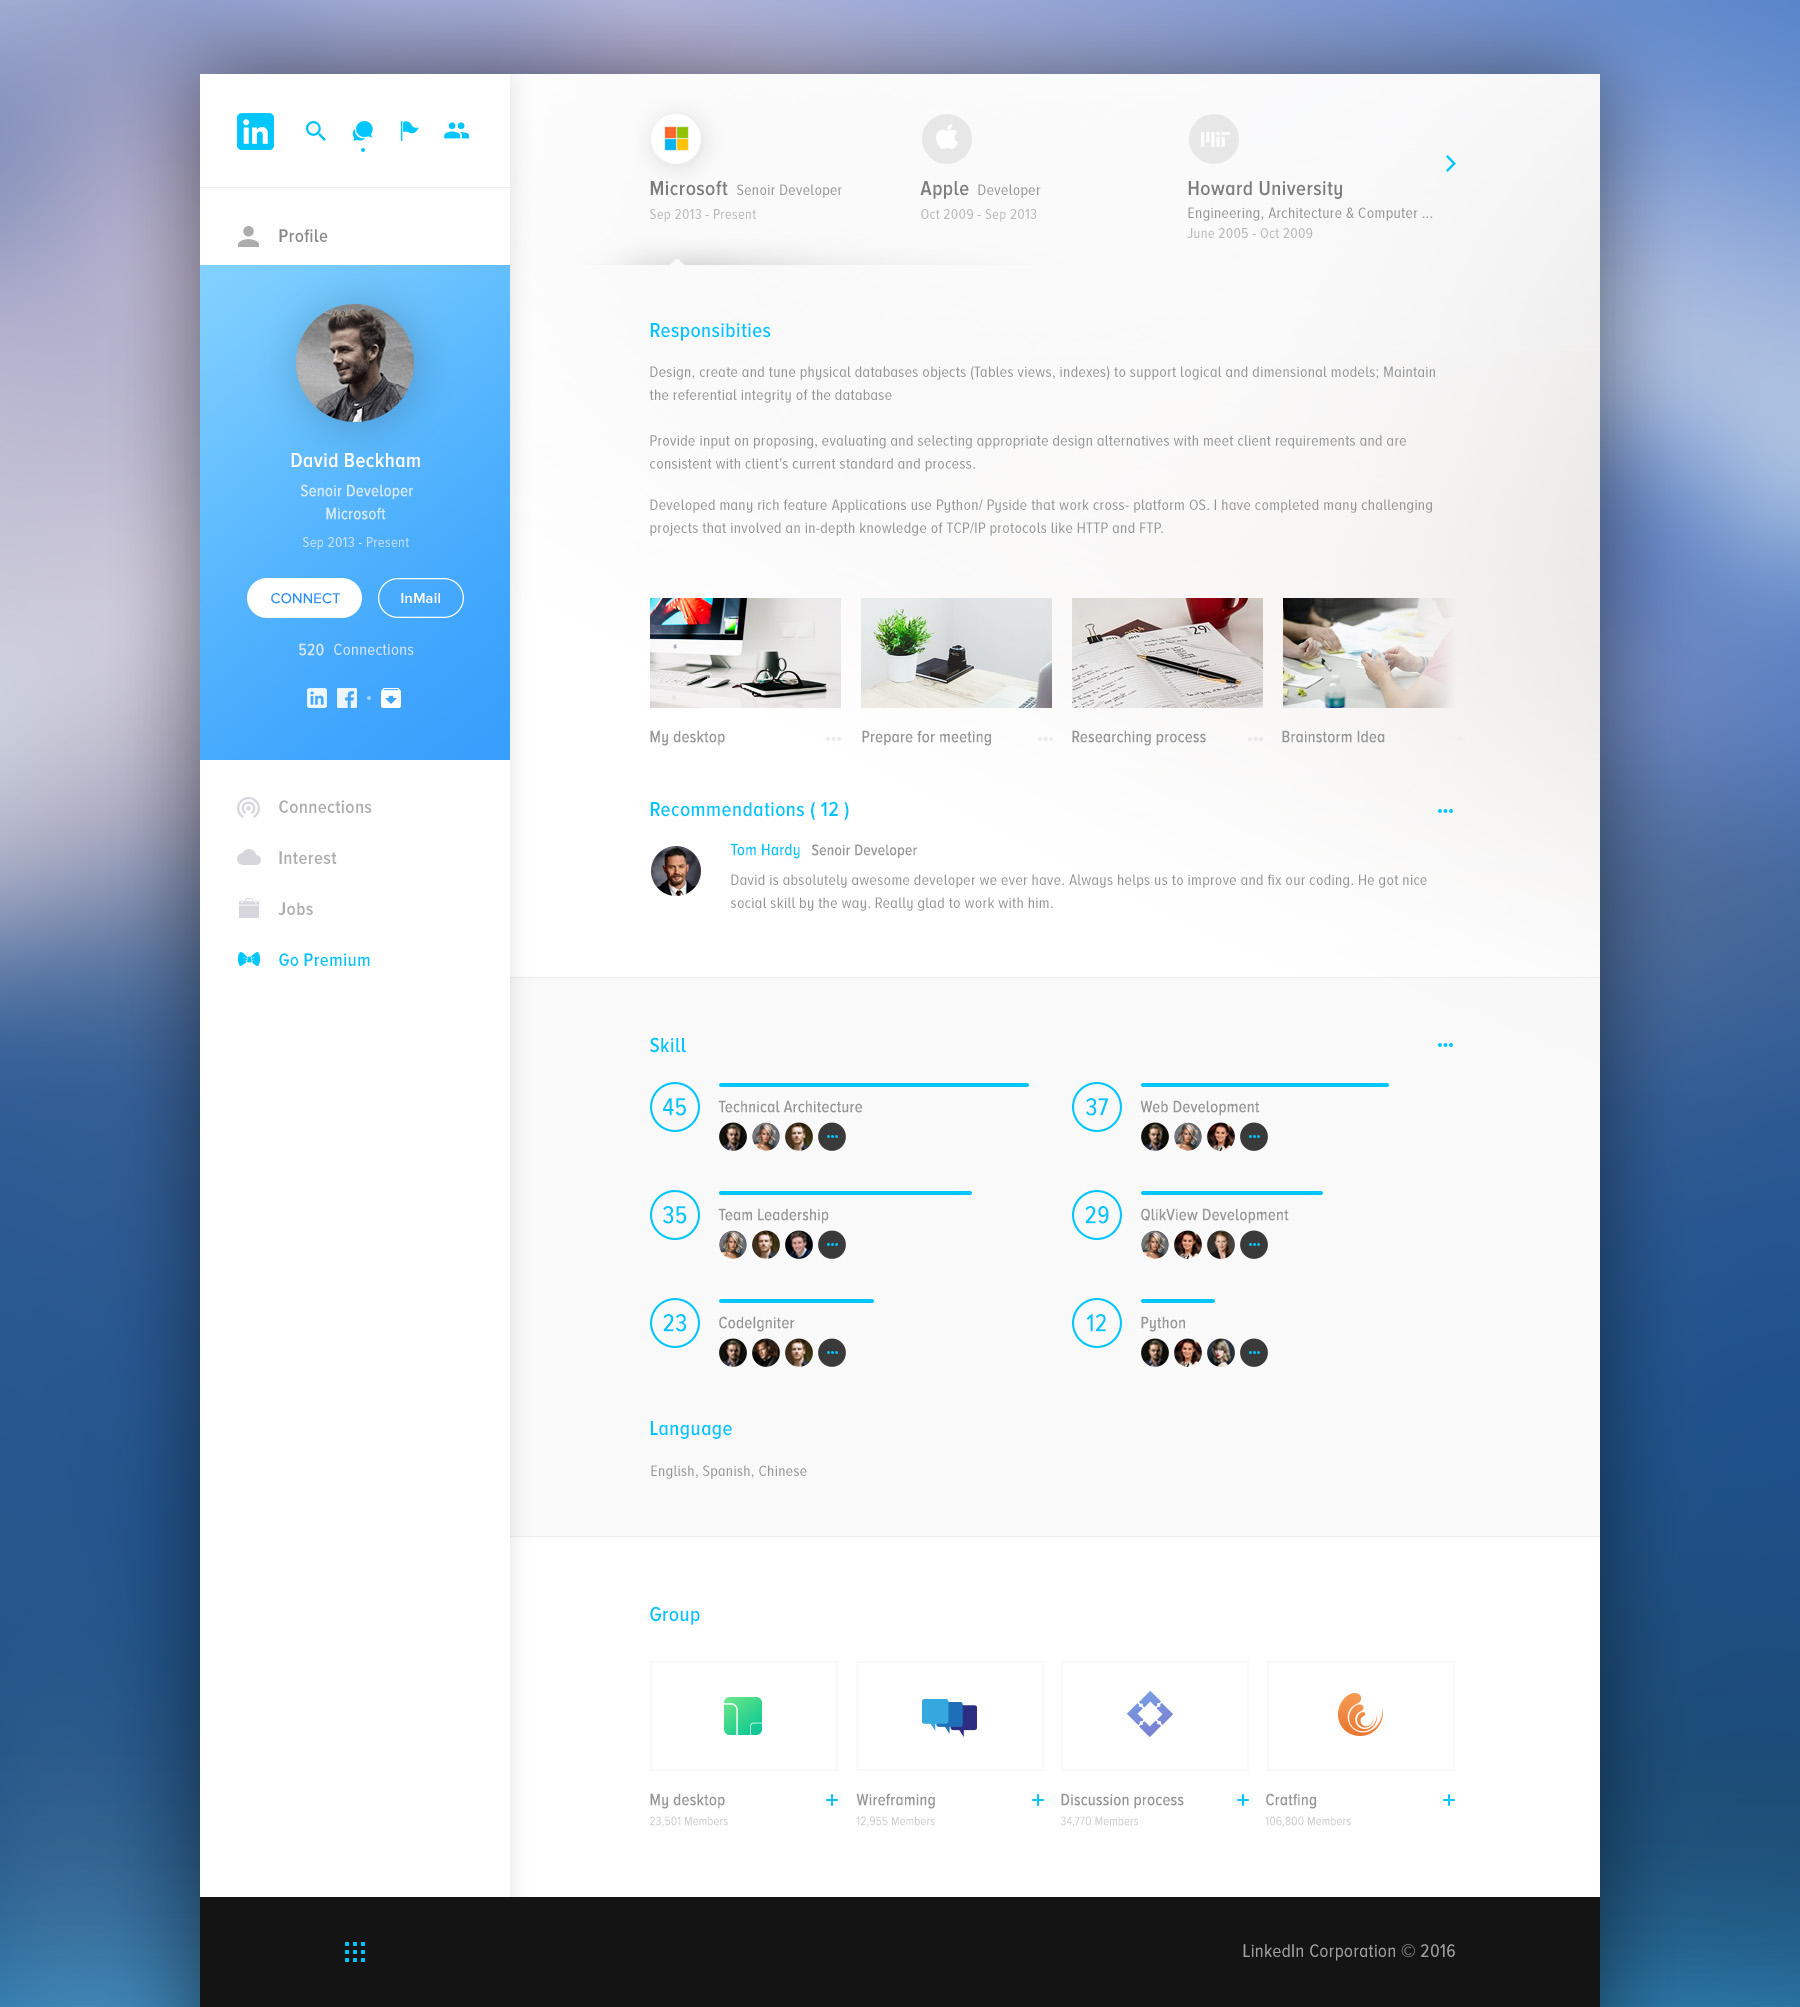 in
Profile
David Beckham
Senoir Developer
Microsoft
Sep 2013 - Present
CONNECT
InMail
520 Connections
in
Connections
Interest
Jobs
Go Premium
Microsoft Senoir Developer
Sep 2013 - Present
Apple Developer
Oct 2009 - Sep 2013
Howard University
Engineering, Architecture & Computer ...
June 2005 - Oct 2009
Responsibities
Design, create and tune physical databases objects (Tables views, indexes) to support logical and dimensional models; Maintain
the referential integrity of the database
Provide input on proposing, evaluating and selecting appropriate design alternatives with meet client requirements and are
consistent with client's current standard and process.
Developed many rich feature Applications use Python/ Pyside that work cross- platform OS. I have completed many challenging
projects that involved an in-depth knowledge of TCP/IP protocols like HTTP and FTP.
29
My desktop
Prepare for meeting
Researching process
Brainstorm Idea
Recommendations ( 12 )
Tom Hardy Senoir Developer
David is absolutely awesome developer we ever have. Always helps us to improve and fix our coding. He got nice
social skill by the way. Really glad to work with him.
Skill
45
Technical Architecture
37
Web Development
35
Team Leadership
29
QlikView Development
23
CodeIgniter
12
Python
Language
English, Spanish, Chinese
Group
My desktop
23,501 Members
Wireframing
12,955 Members
Discussion process
34,770 Members
Cratfing
106,800 Members
LinkedIn Corporation © 2016